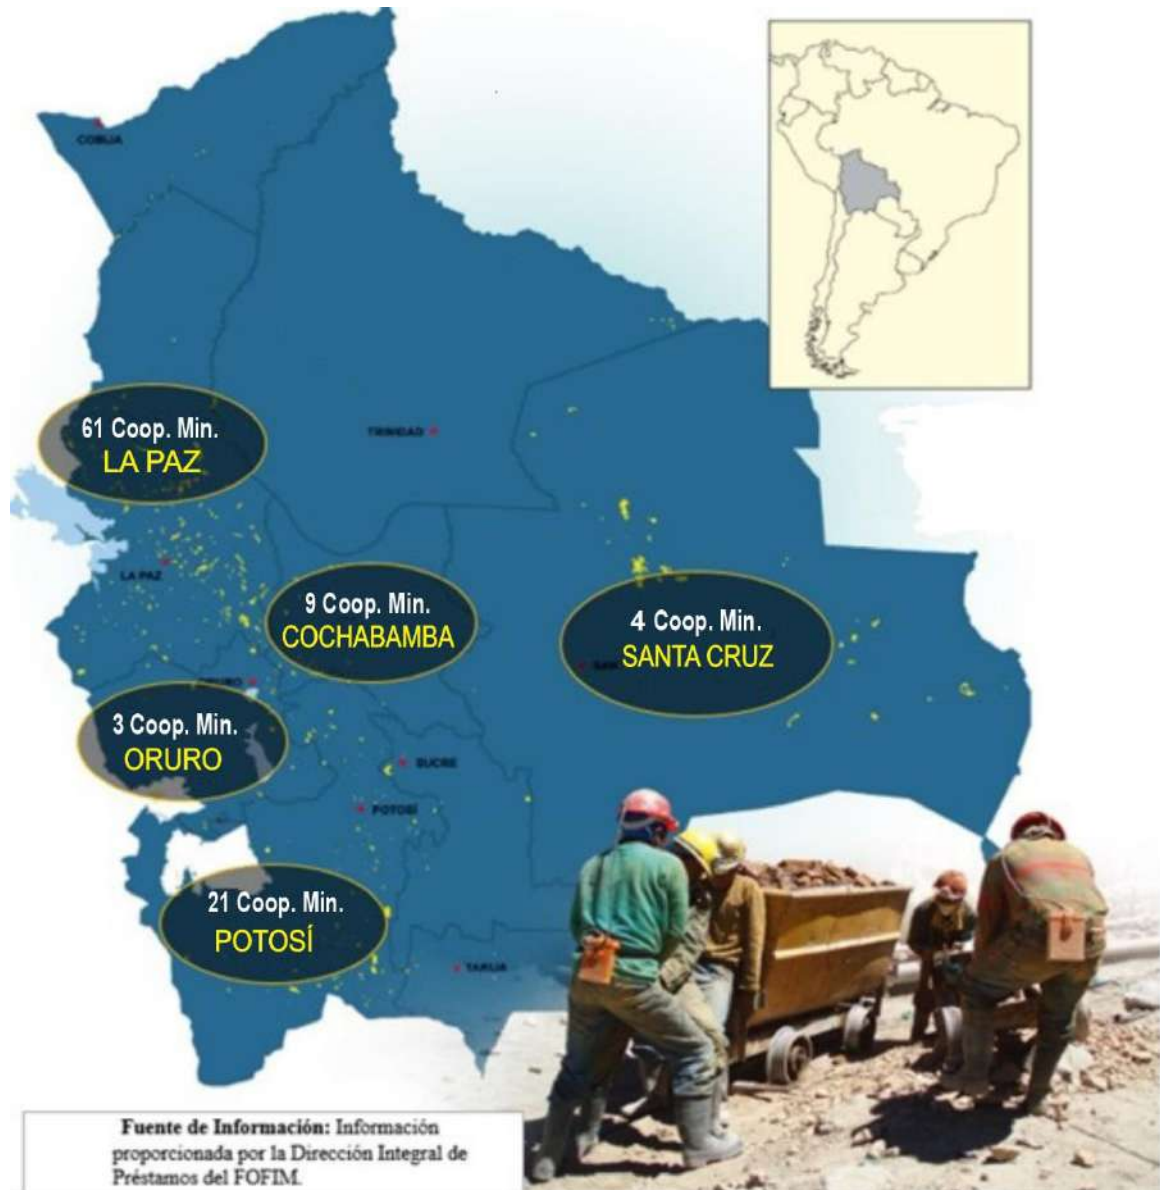 COBIJA
61 Coop. Min.
LA PAZ
TRINIDAD
LA PAZ
9 Coop. Min.
COCHABAMBA
4 Coop. Min.
SANTA CRUZ
SAN
ORURO
3 Coop. Min.
ORURO
SUCRE
POTOSÍ
21 Coop. Min.
POTOSÍ
TARIJA
Fuente de Información: Información
proporcionada por la Dirección Integral de
Préstamos del FOFIM.